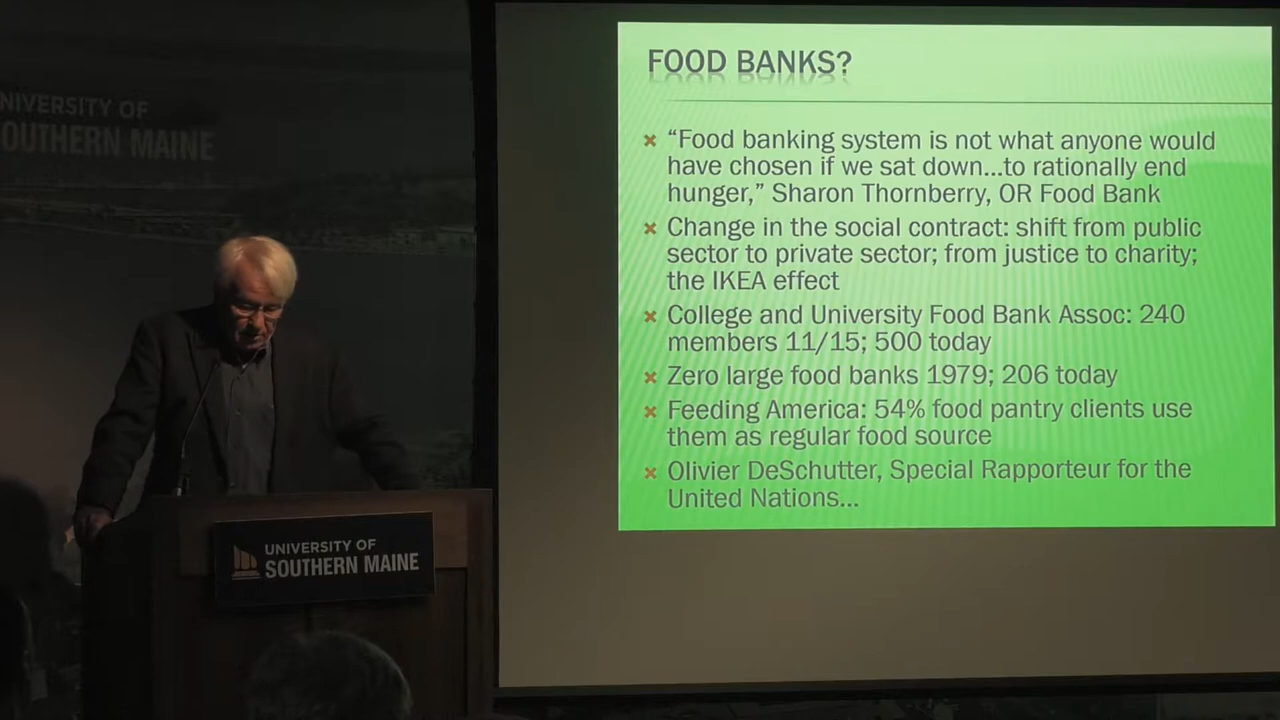 NIVERSITY OF
OUTHERN MAINE
FOOD BANKS?
“Food banking system is not what anyone would
have chosen if we sat down...to rationally end
hunger,” Sharon Thornberry, OR Food Bank
Change in the social contract: shift from public
sector to private sector; from justice to charity;
the IKEA effect
College and University Food Bank Assoc: 240
members 11/15; 500 today
Zero large food banks 1979; 206 today
Feeding America: 54% food pantry clients use
them as regular food source
Olivier DeSchutter, Special Rapporteur for the
United Nations...
UNIVERSITY OF
SOUTHERN MAINE